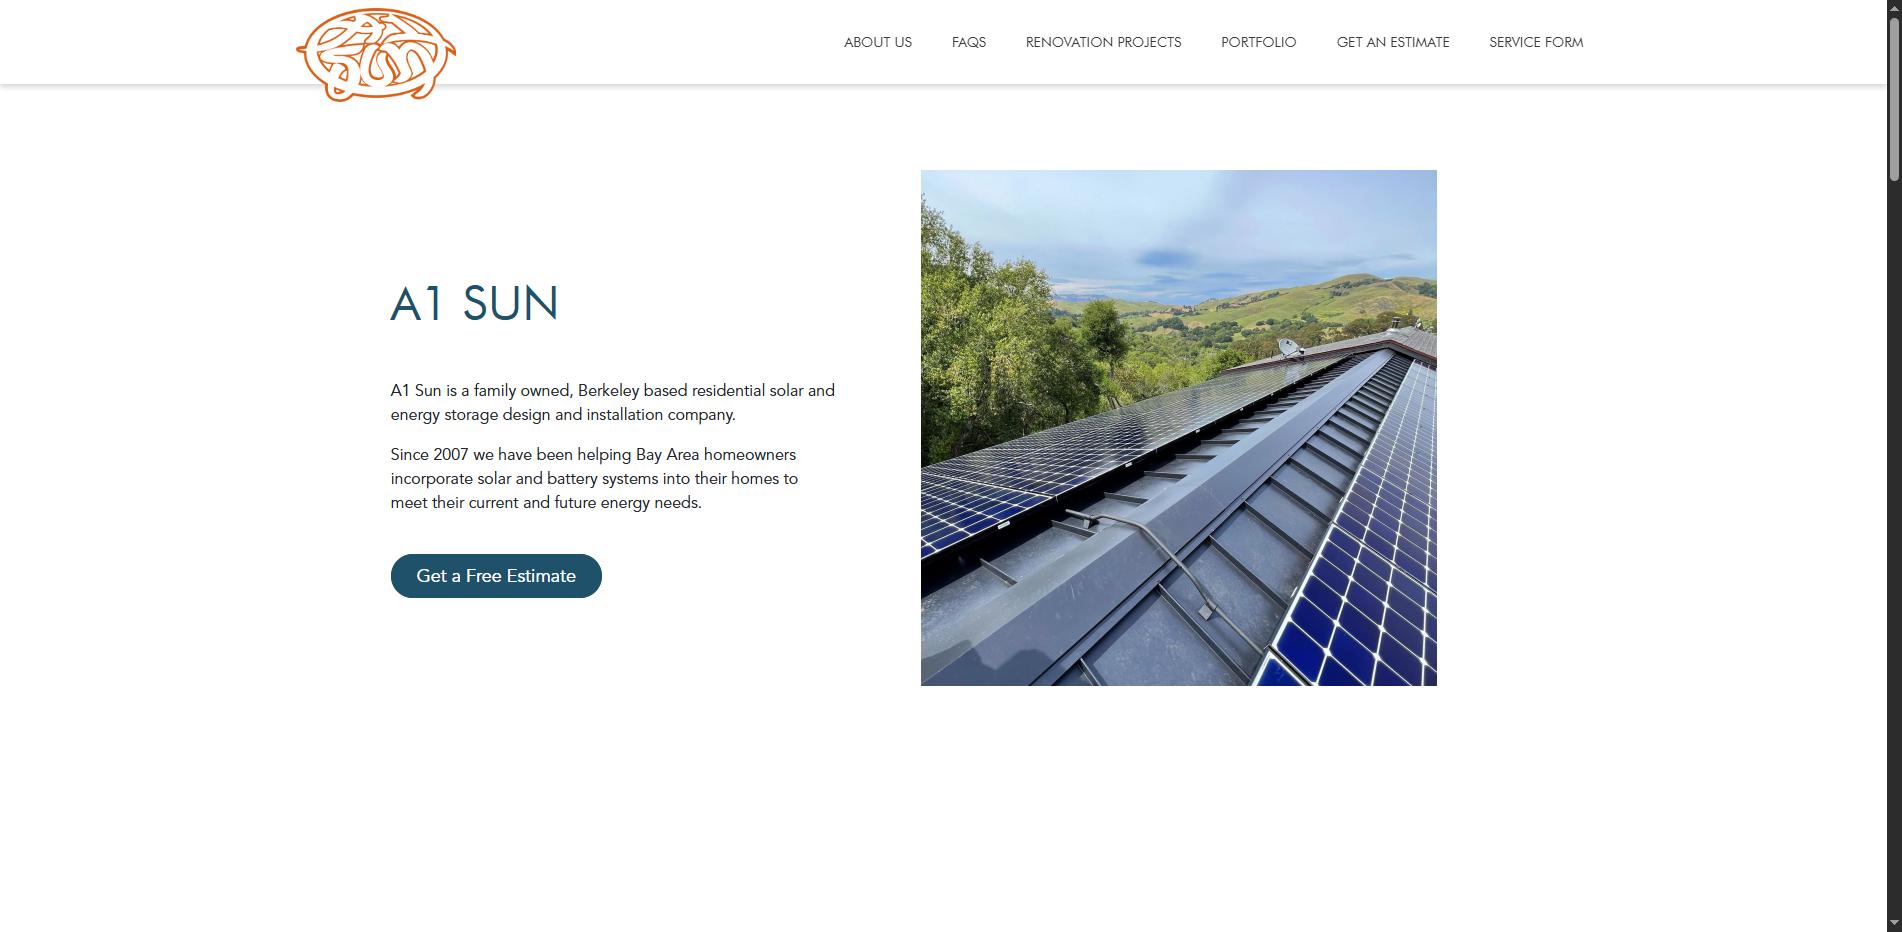 A1 SUN
ABOUT US
FAQS
RENOVATION PROJECTS
PORTFOLIO
GET AN ESTIMATE
SERVICE FORM
A1 SUN
A1 Sun is a family owned, Berkeley based residential solar and
energy storage design and installation company.
Since 2007 we have been helping Bay Area homeowners
incorporate solar and battery systems into their homes to
meet their current and future energy needs.
Get a Free Estimate